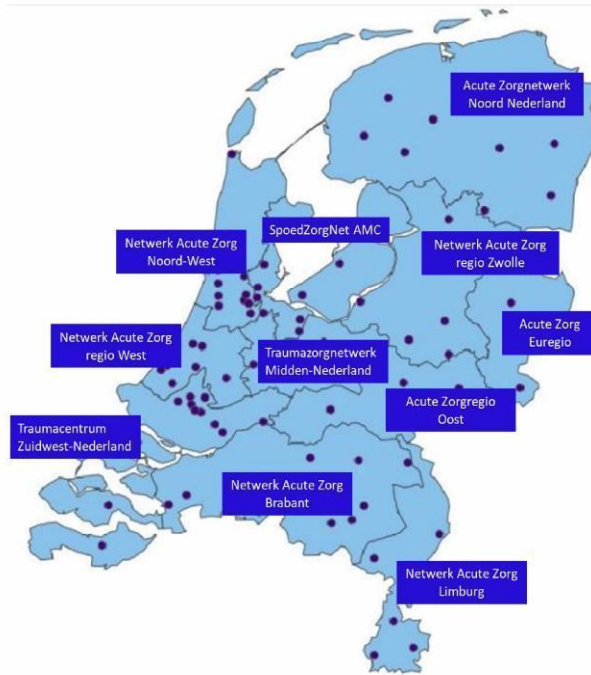 Acute Zorgnetwerk
Noord Nederland
SpoedZorgNet AMC
Netwerk Acute Zorg
Noord-West
Netwerk Acute Zorg
regio Zwolle
Acute Zorg
Euregio
Netwerk Acute Zorg
regio West
Traumazorgnetwerk
Midden-Nederland
Acute Zorgregio
Oost
Traumacentrum
Zuidwest-Nederland
Netwerk Acute Zorg
Brabant
Netwerk Acute Zorg
Limburg